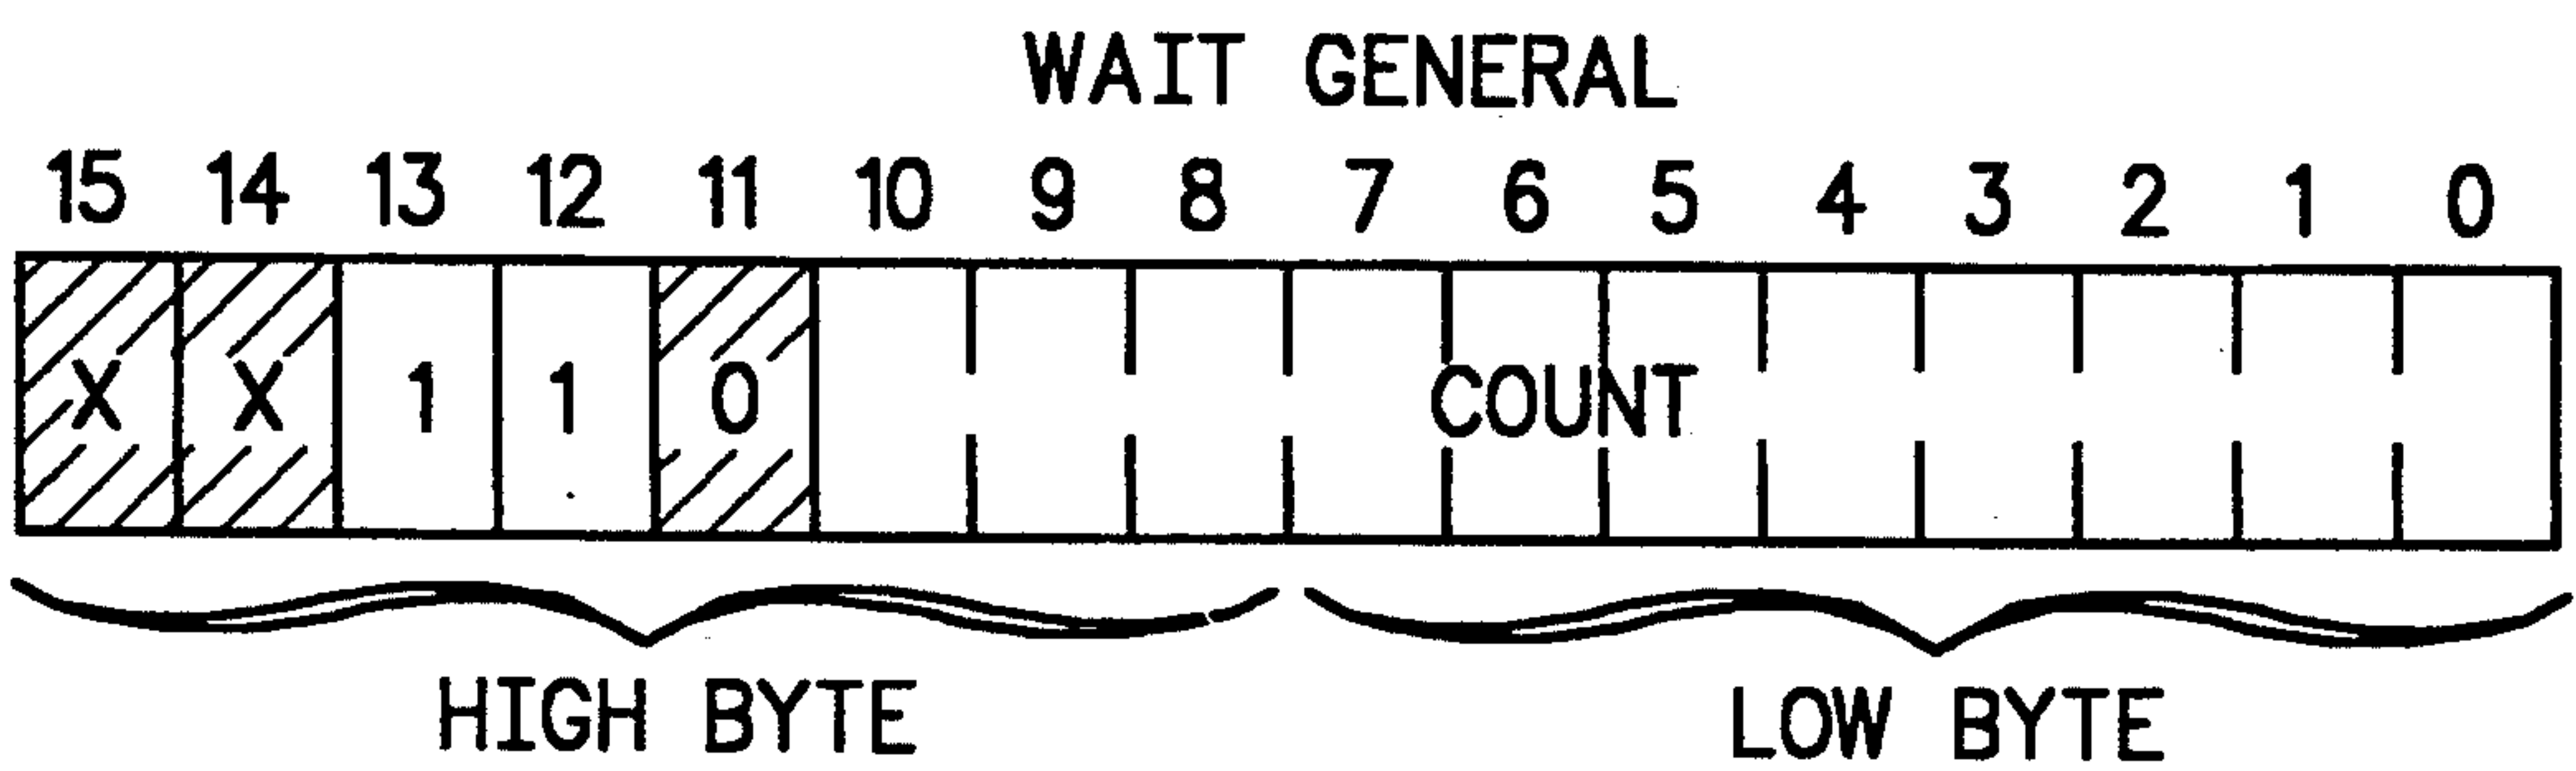 WAIT GENERAL
15 14 13 12 11 10 9 8 7 6 5 4 3 2 1 0
X X 1 1 0 COUNT
HIGH BYTE LOW BYTE